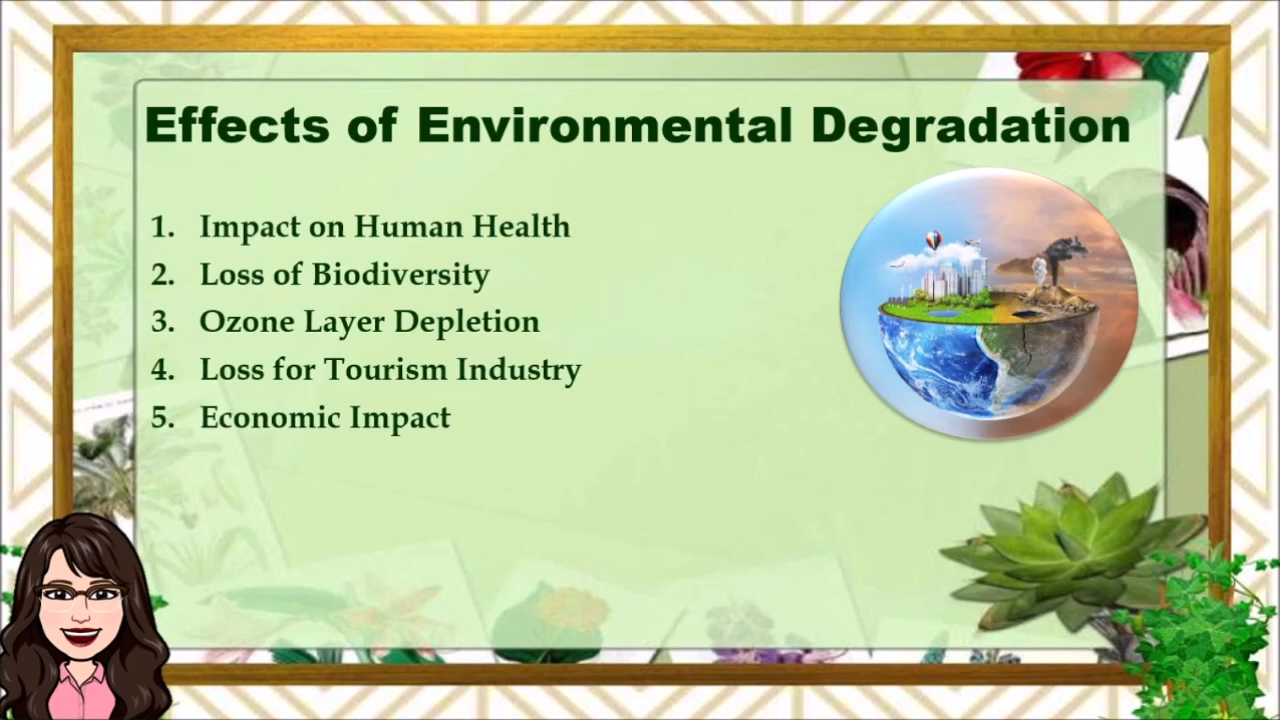 Effects of Environmental Degradation
1. Impact on Human Health
2. Loss of Biodiversity
3. Ozone Layer Depletion
4. Loss for Tourism Industry
5. Economic Impact